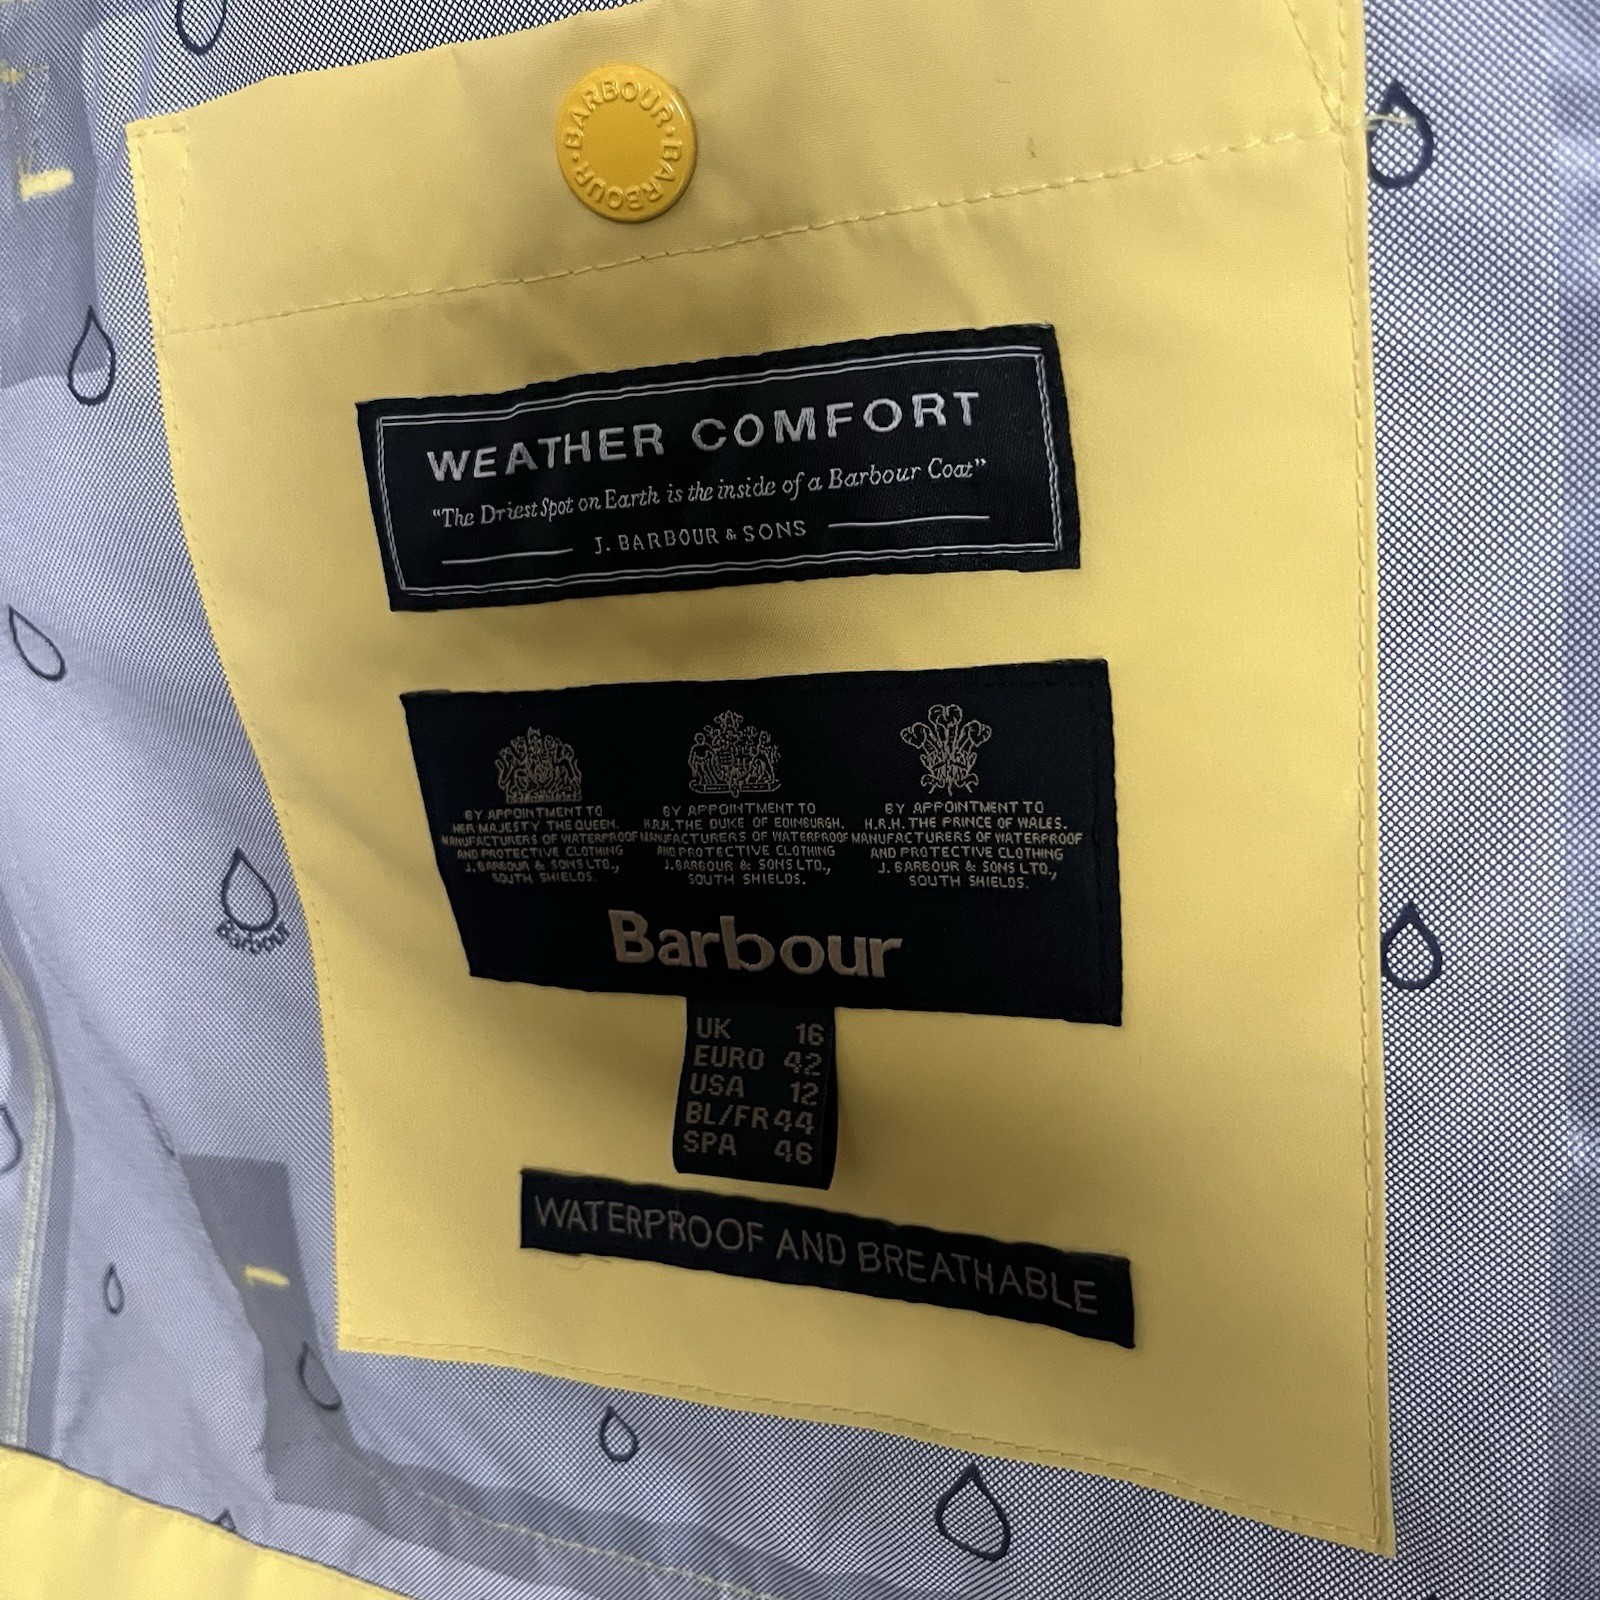 BARBOUR · BARBOUR ·
WEATHER COMFORT
“The Driest Spot on Earth is the inside of a Barbour Coat”
J. BARBOUR & SONS
BY APPOINTMENT TO
HER MAJESTY THE QUEEN.
MANUFACTURERS OF WATERPROOF
AND PROTECTIVE CLOTHING
J. BARBOUR & SONS LTD.,
SOUTH SHIELDS.
BY APPOINTMENT TO
H.R.H. THE DUKE OF EDINBURGH.
MANUFACTURERS OF WATERPROOF
AND PROTECTIVE CLOTHING
J. BARBOUR & SONS LTD.,
SOUTH SHIELDS.
BY APPOINTMENT TO
H.R.H. THE PRINCE OF WALES.
MANUFACTURERS OF WATERPROOF
AND PROTECTIVE CLOTHING
J. BARBOUR & SONS LTD.,
SOUTH SHIELDS.
Barbour
Barbour
UK 16
EURO 42
USA 12
BL/FR 44
SPA 46
WATERPROOF AND BREATHABLE